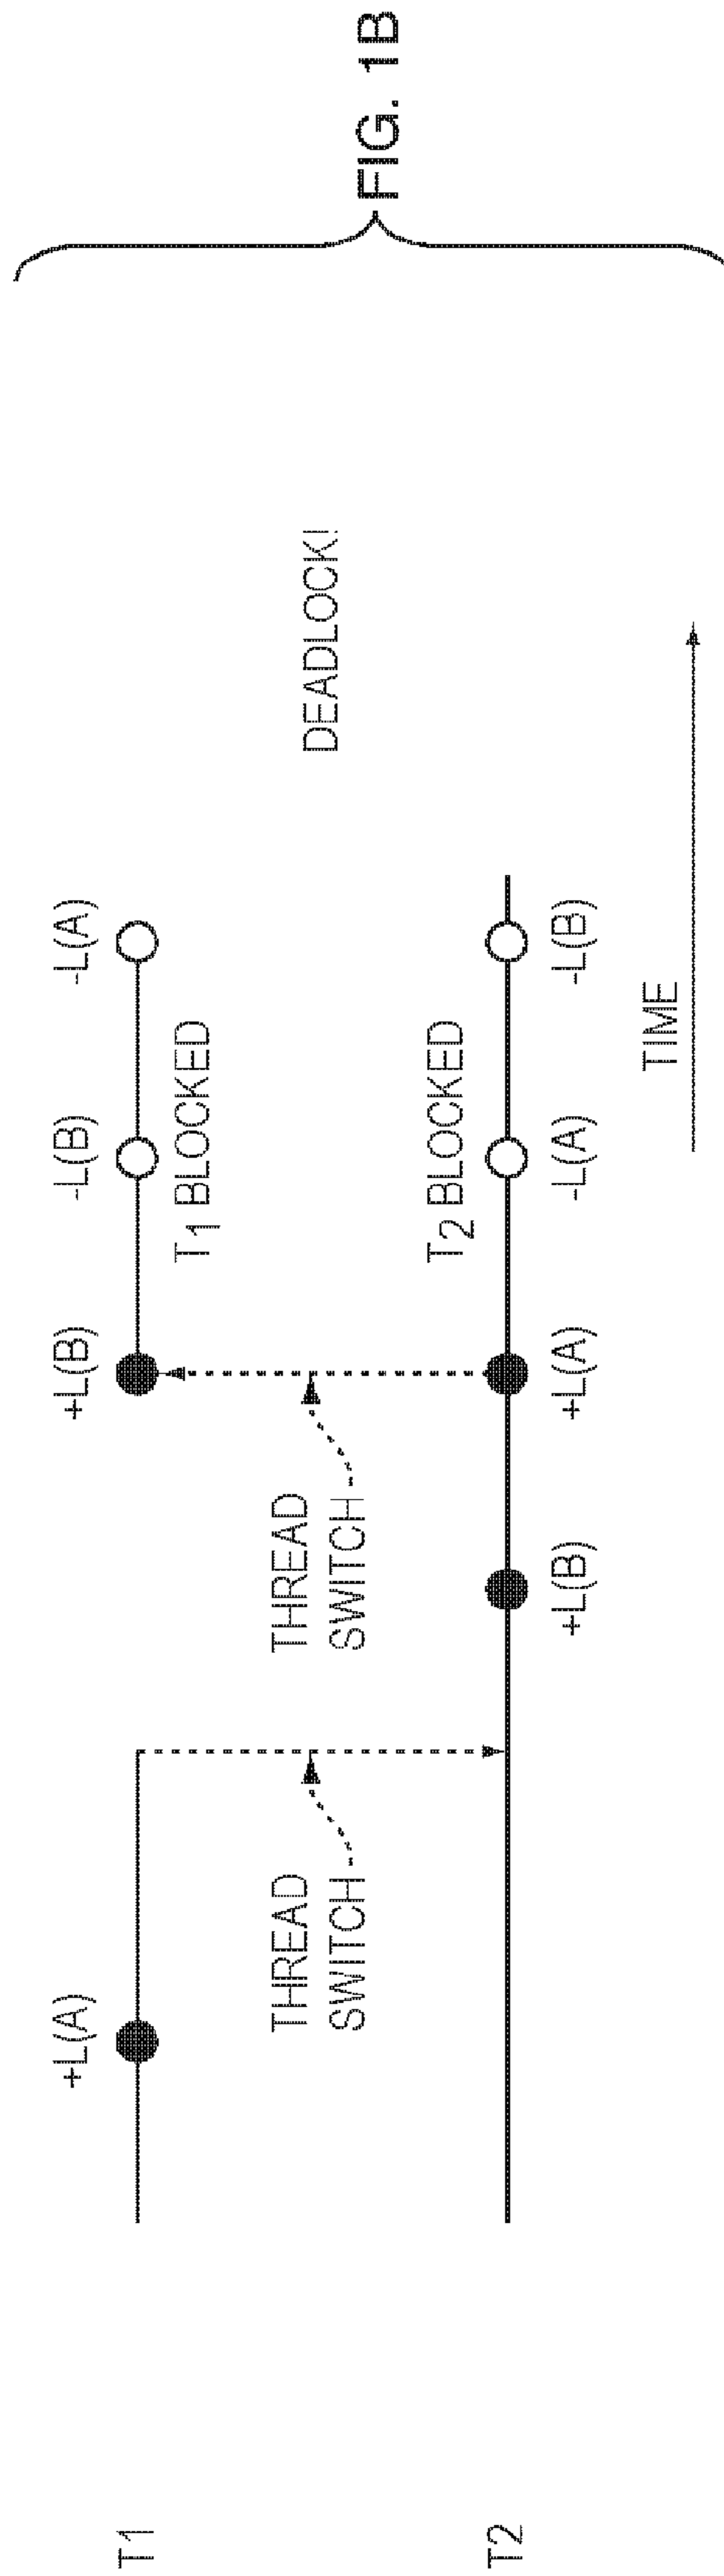 T1
+L(A)
+L(B)
-L(B)
-L(A)
T1 BLOCKED
THREAD
SWITCH
THREAD
SWITCH
DEADLOCK!
T2 BLOCKED
T2
+L(B)
+L(A)
-L(A)
-L(B)
TIME
FIG. 1B